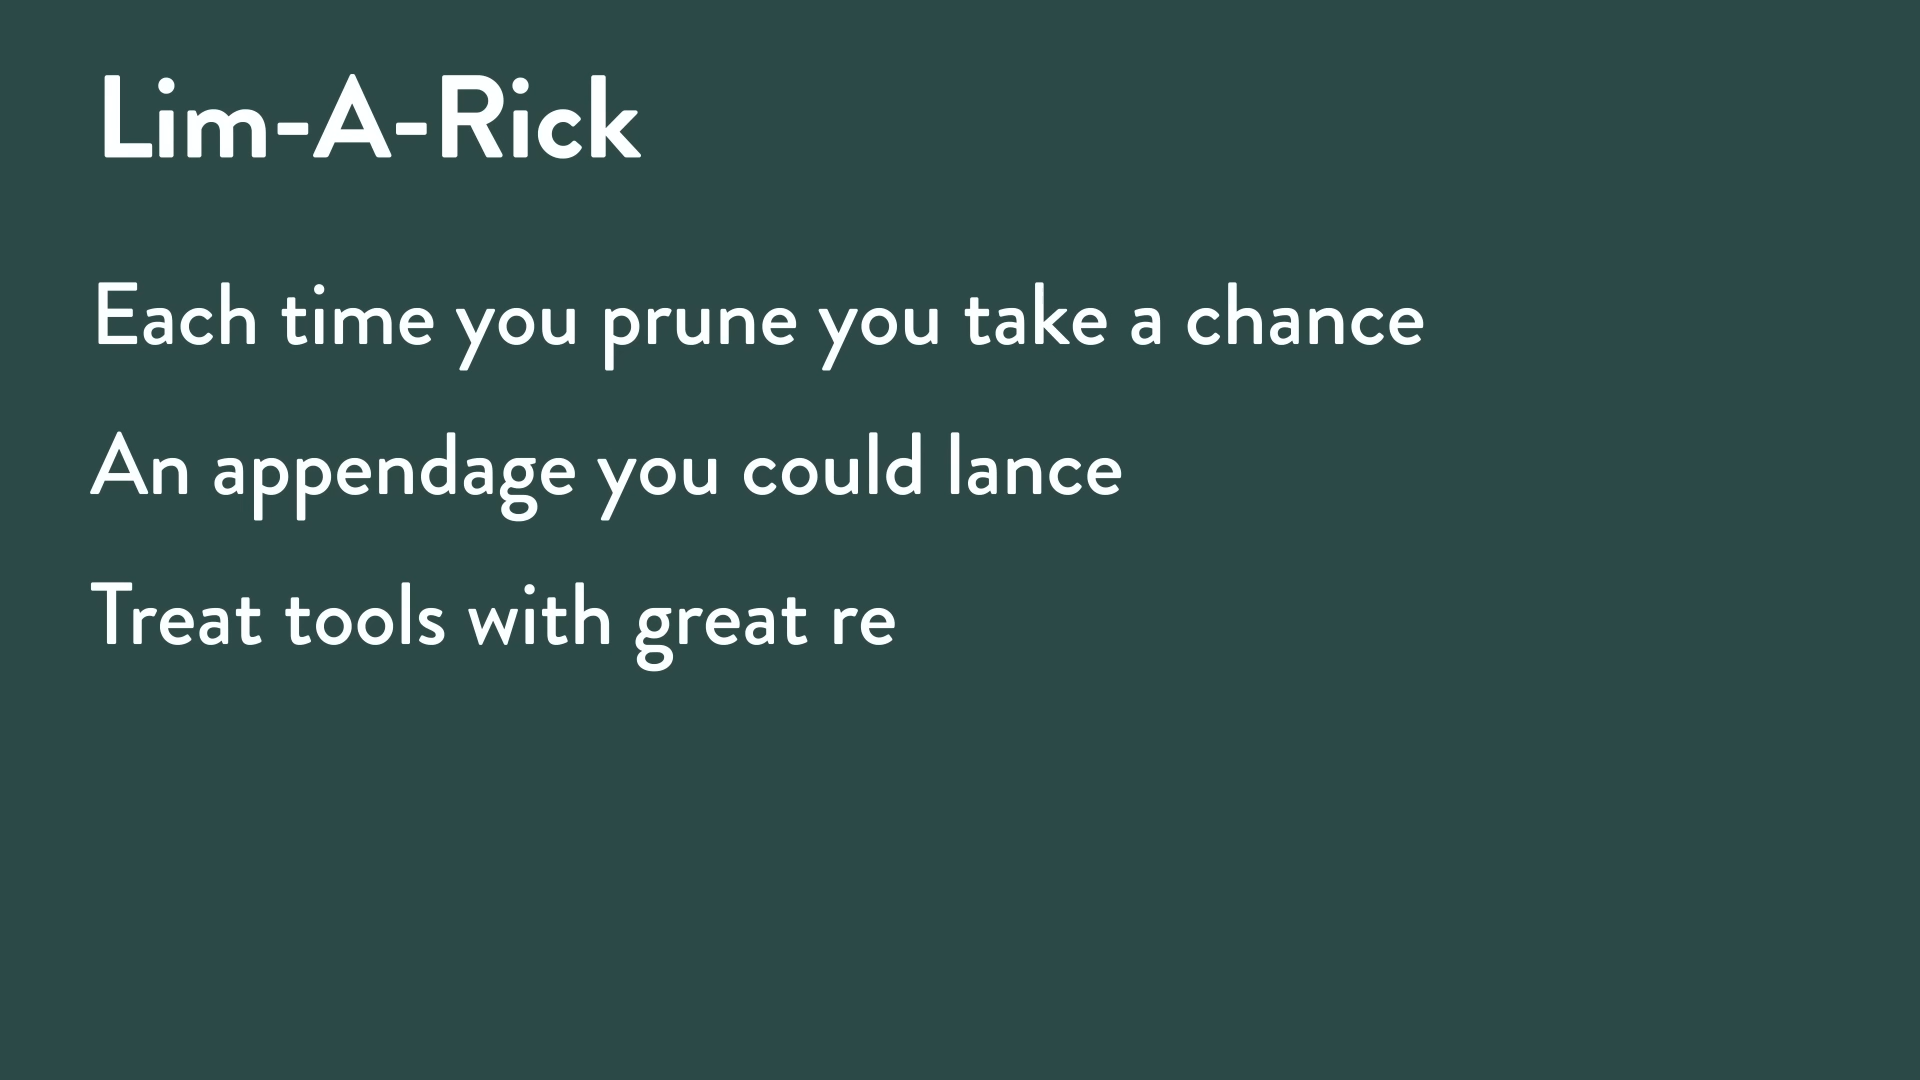 Lim-A-Rick
Each time you prune you take a chance
An appendage you could lance
Treat tools with great re